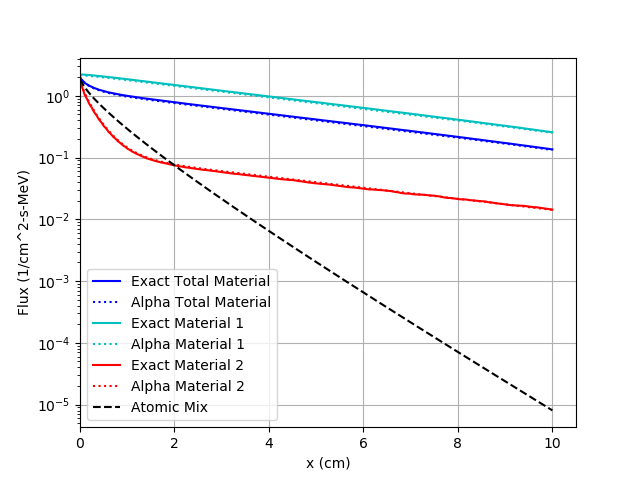 10^0
10^-1
10^-2
10^-3
10^-4
10^-5
Flux (1/cm^2-s-MeV)
Exact Total Material
Alpha Total Material
Exact Material 1
Alpha Material 1
Exact Material 2
Alpha Material 2
Atomic Mix
0 2 4 6 8 10
x (cm)